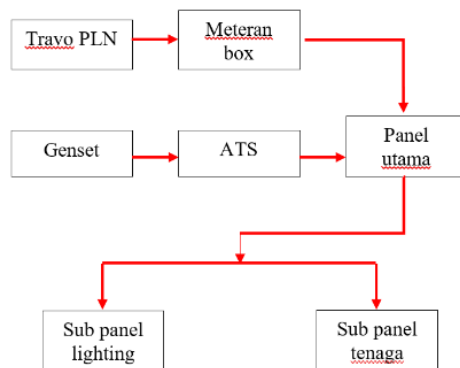 Travo PLN
Meteran
box
Genset
ATS
Panel
utama
Sub panel
lighting
Sub panel
tenaga